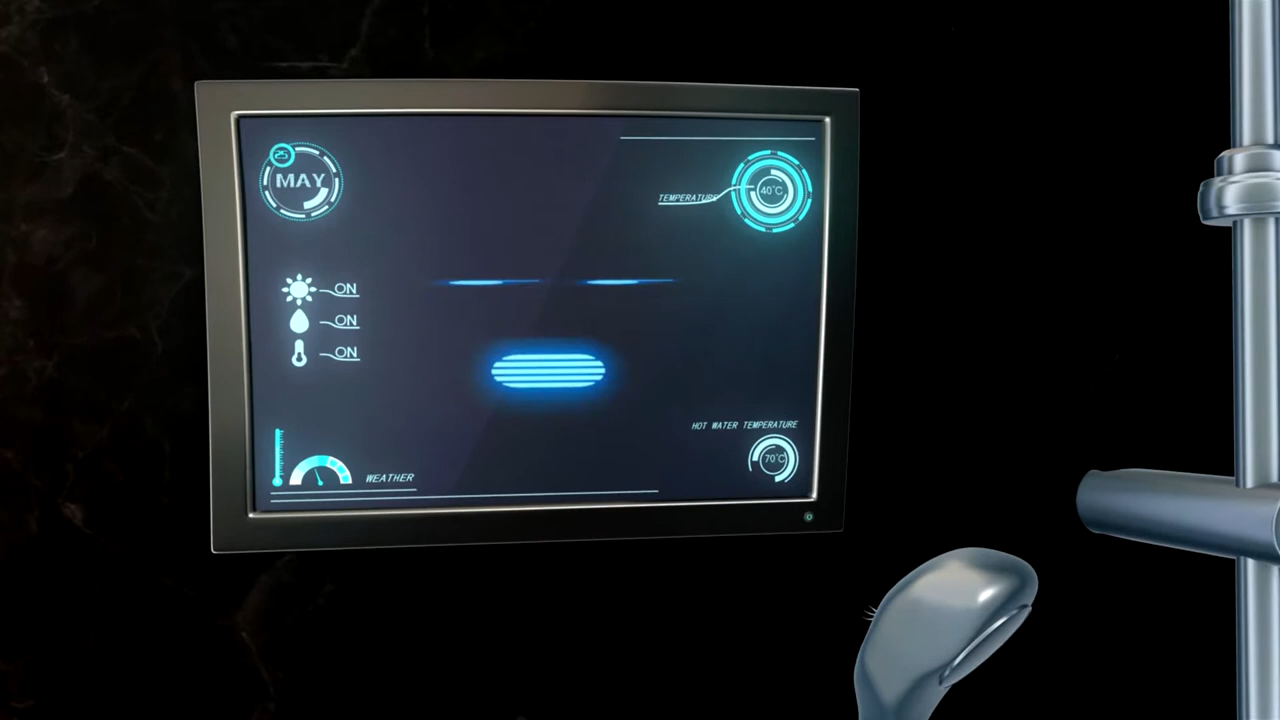 25
MAY
TEMPERATURE
40°C
ON
ON
ON
HOT WATER TEMPERATURE
70°C
WEATHER